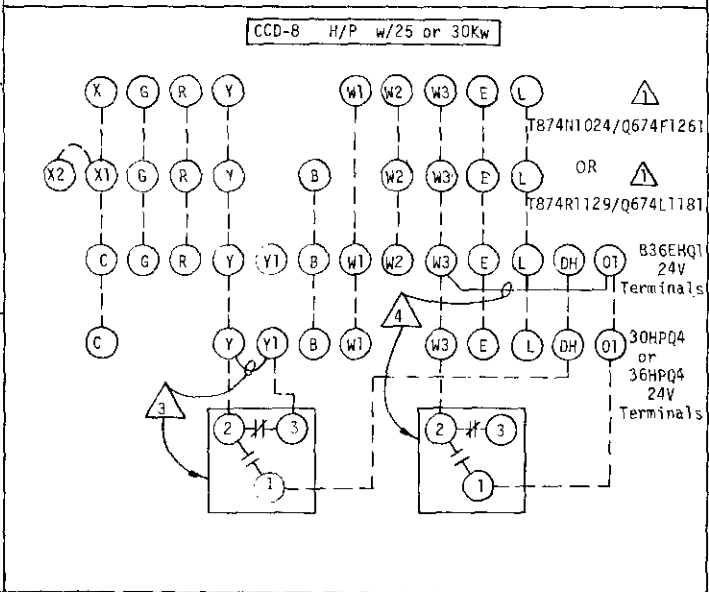 CCD-8 H/P w/25 or 30Kw
X G R Y W1 W2 W3 E L
1
T874N1024/Q674F1261
OR
X2 X1 G R Y B W2 W3 E L
1
T874R1129/Q674L1181
C G R Y Y1 B W1 W2 W3 E L DH O1
B36EHQ1
24V
Terminals
4
C Y Y1 B W1 W3 E L DH O1
30HPQ4
or
36HPQ4
24V
Terminals
3
2 3
1
2 3
1